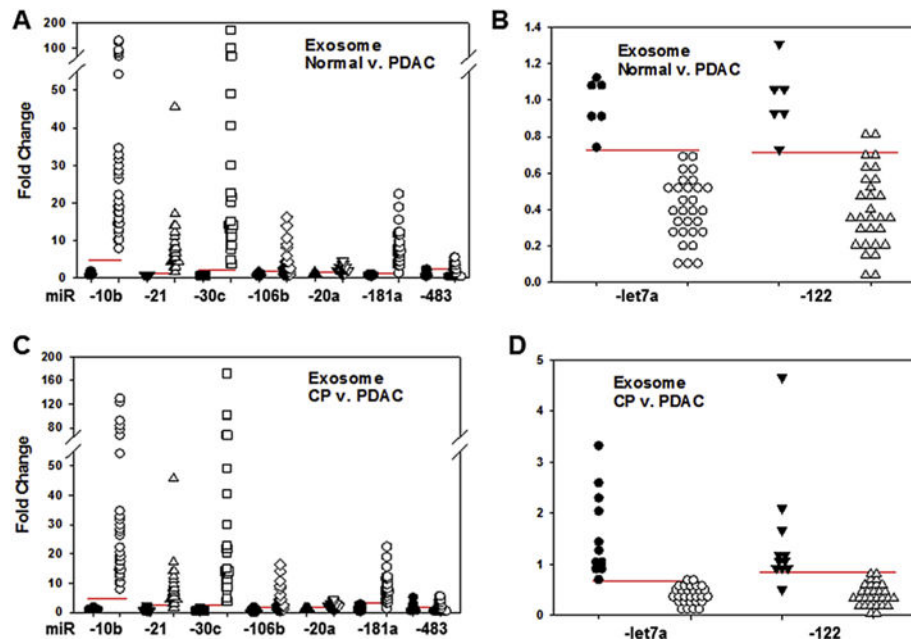 A
200
150
100
50
40
30
20
10
0
Fold Change
Exosome
Normal v. PDAC
miR -10b -21 -30c -106b -20a -181a -483
B
1.4
1.2
1.0
0.8
0.6
0.4
0.2
0.0
Exosome
Normal v. PDAC
-let7a -122
C
200
160
120
80
50
40
30
20
10
0
Fold Change
Exosome
CP v. PDAC
miR -10b -21 -30c -106b -20a -181a -483
D
5
4
3
2
1
0
Exosome
CP v. PDAC
-let7a -122